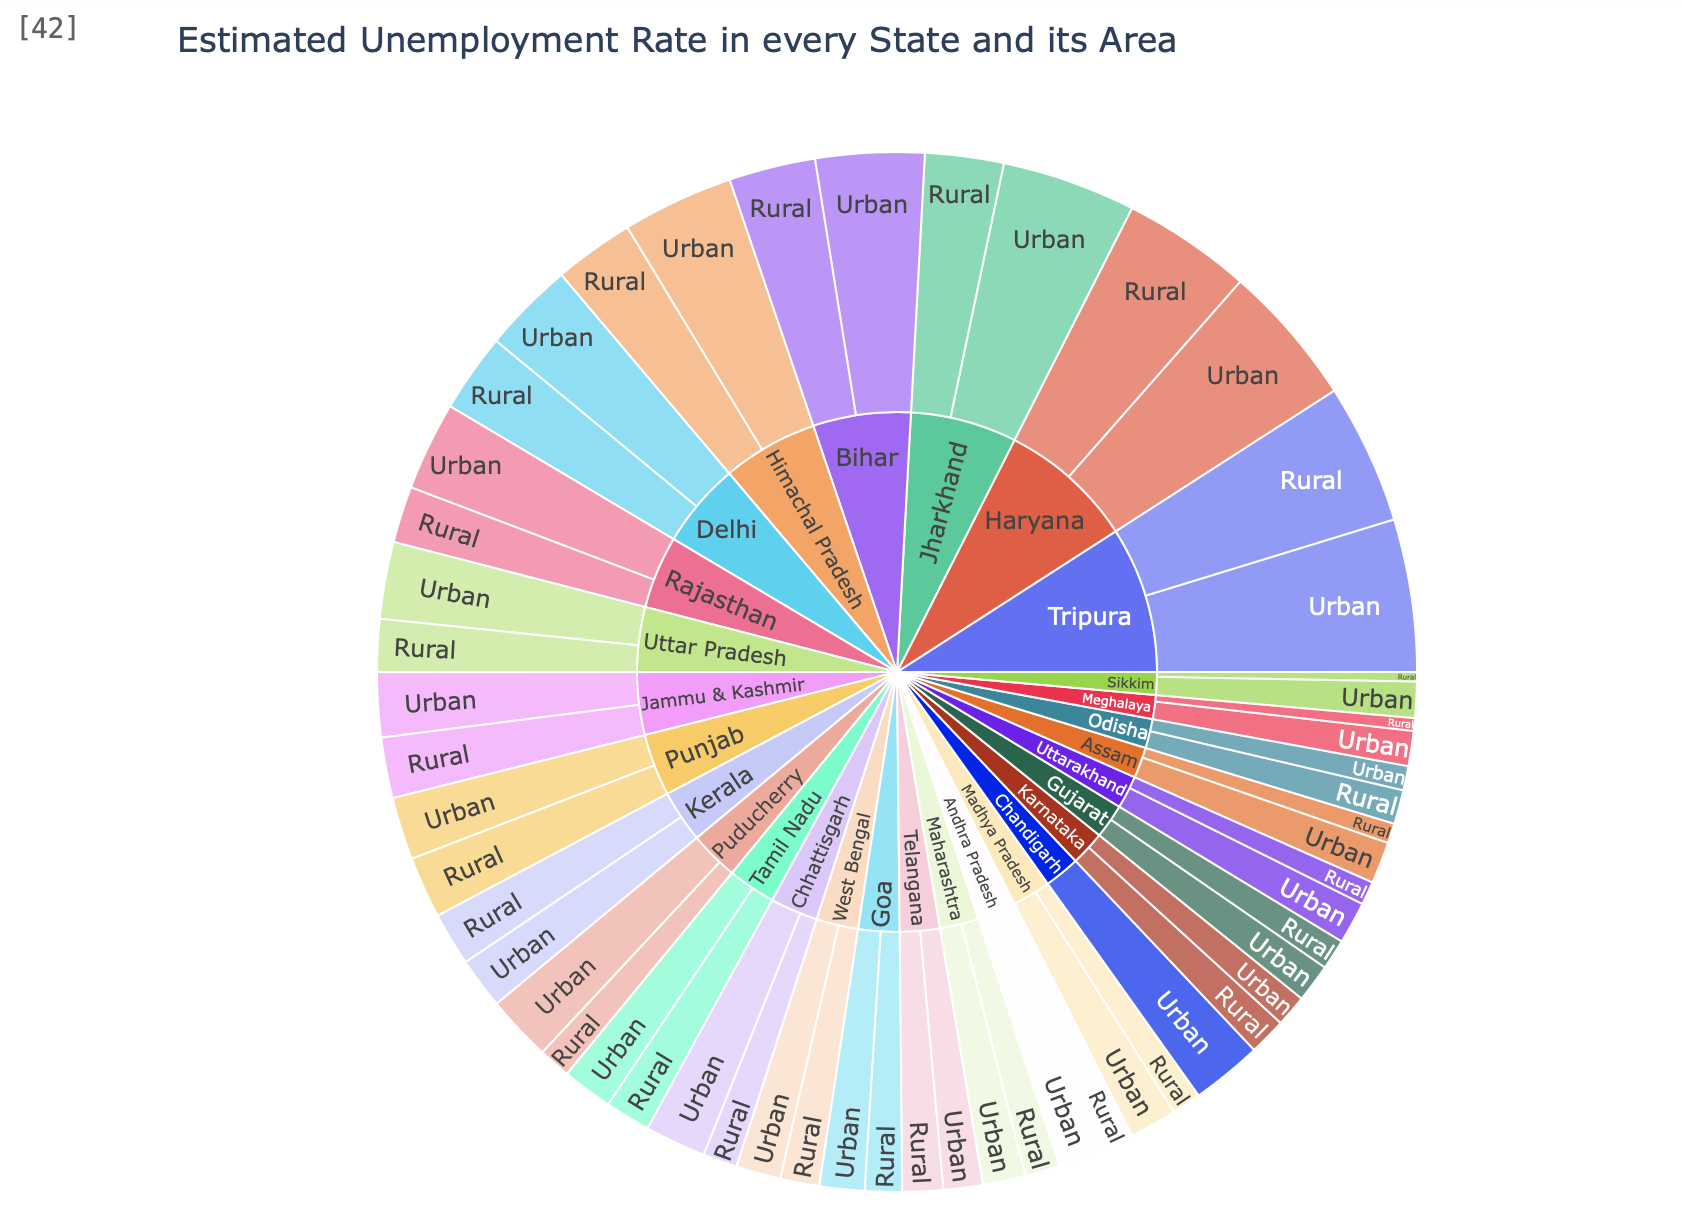 [42]
Estimated Unemployment Rate in every State and its Area
Tripura
Rural
Urban
Haryana
Rural
Urban
Jharkhand
Rural
Urban
Bihar
Rural
Urban
Himachal Pradesh
Rural
Urban
Delhi
Rural
Urban
Rajasthan
Urban
Rural
Uttar Pradesh
Urban
Rural
Jammu & Kashmir
Urban
Rural
Punjab
Urban
Rural
Kerala
Rural
Urban
Puducherry
Urban
Rural
Tamil Nadu
Urban
Rural
Chhattisgarh
Urban
Rural
West Bengal
Urban
Rural
Goa
Urban
Rural
Telangana
Rural
Urban
Maharashtra
Urban
Rural
Andhra Pradesh
Urban
Rural
Madhya Pradesh
Urban
Rural
Chandigarh
Urban
Karnataka
Rural
Urban
Gujarat
Urban
Rural
Uttarakhand
Urban
Rural
Assam
Urban
Rural
Odisha
Rural
Urban
Meghalaya
Urban
Rural
Sikkim
Urban
Rural